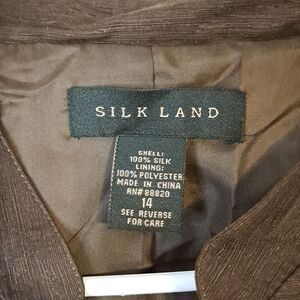 SILK LAND
SHELL:
100% SILK
LINING:
100% POLYESTER
MADE IN CHINA
RN# 88820
14
SEE REVERSE
FOR CARE